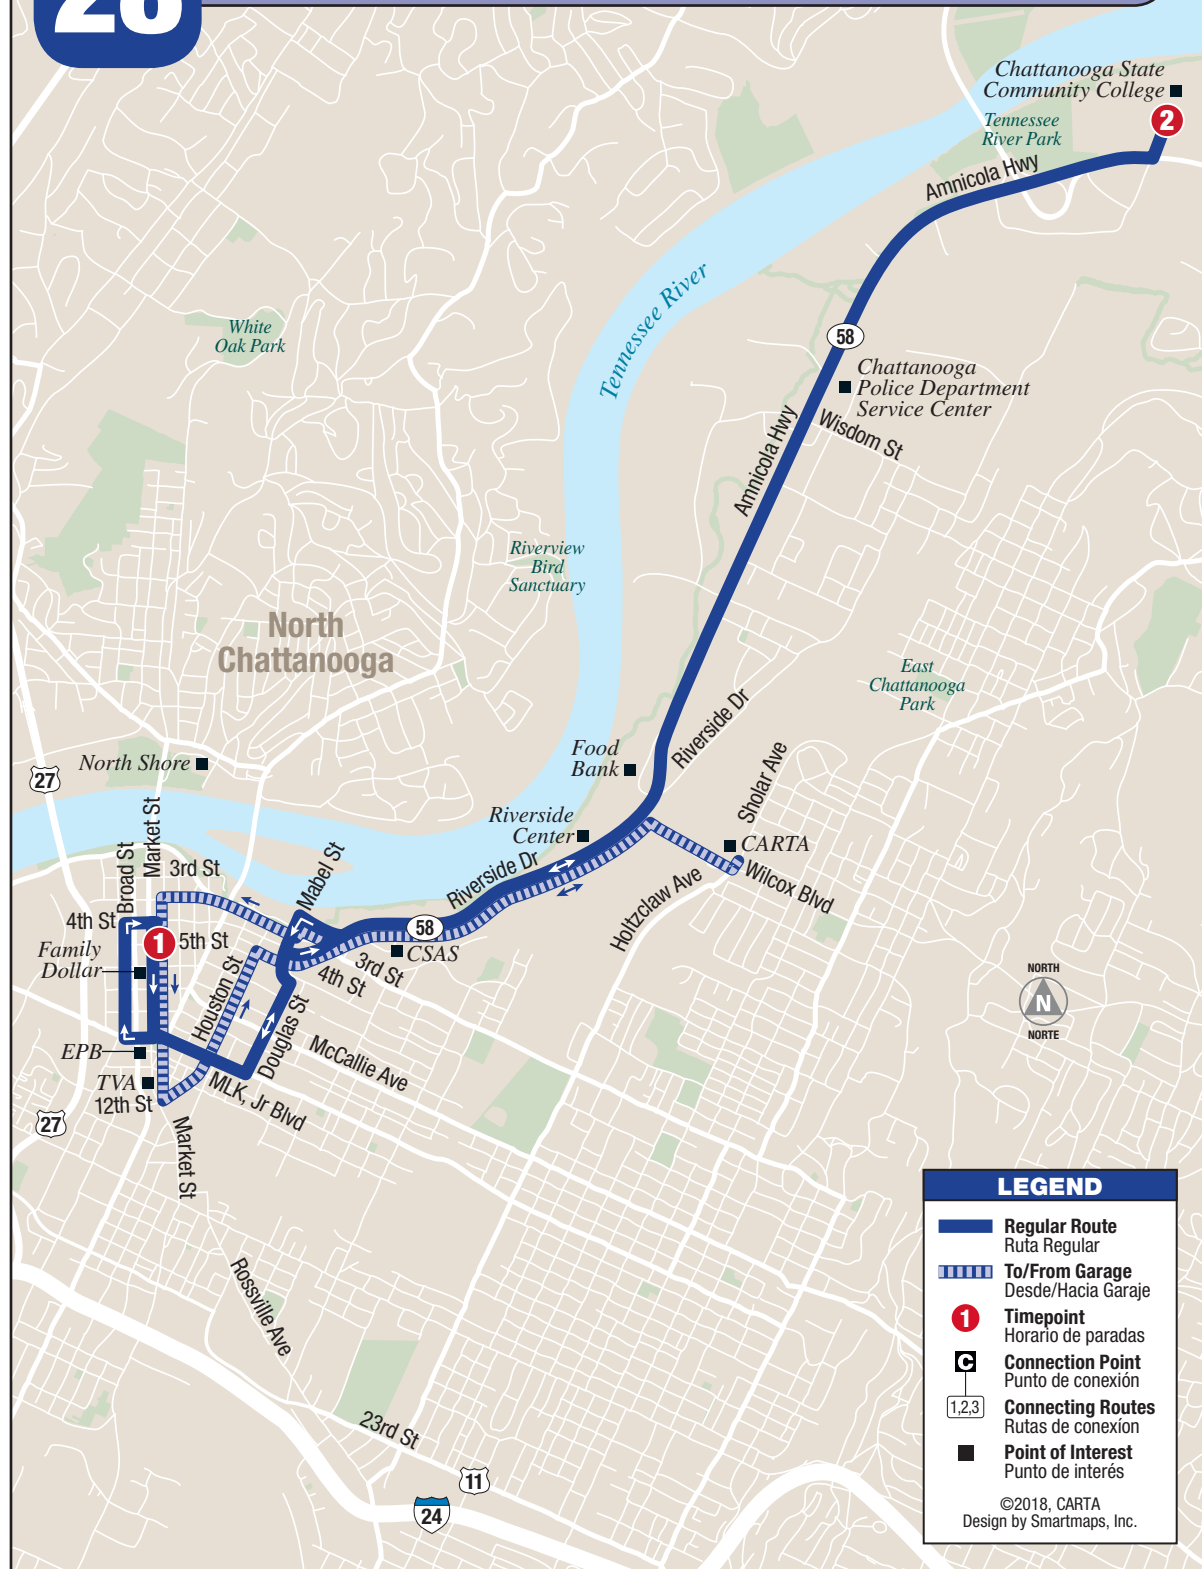 28
Chattanooga State
Community College
2
Tennessee
River Park
Amnicola Hwy
Tennessee River
White
Oak Park
58
Chattanooga
Police Department
Service Center
Wisdom St
Amnicola Hwy
Riverview
Bird
Sanctuary
North
Chattanooga
East
Chattanooga
Park
Riverside Dr
Food
Bank
Sholar Ave
North Shore
27
Market St
Broad St
Riverside
Center
CARTA
Wilcox Blvd
Holtzclaw Ave
Riverside Dr
Mabel St
3rd St
4th St
1
5th St
58
CSAS
3rd St
4th St
Family
Dollar
Houston St
Douglas St
McCallie Ave
EPB
TVA
12th St
MLK, Jr Blvd
27
Market St
NORTH
N
NORTE
Rossville Ave
23rd St
11
24
LEGEND
Regular Route
Ruta Regular
To/From Garage
Desde/Hacia Garaje
1
Timepoint
Horario de paradas
C
Connection Point
Punto de conexión
1,2,3
Connecting Routes
Rutas de conexíon
Point of Interest
Punto de interés
©2018, CARTA
Design by Smartmaps, Inc.